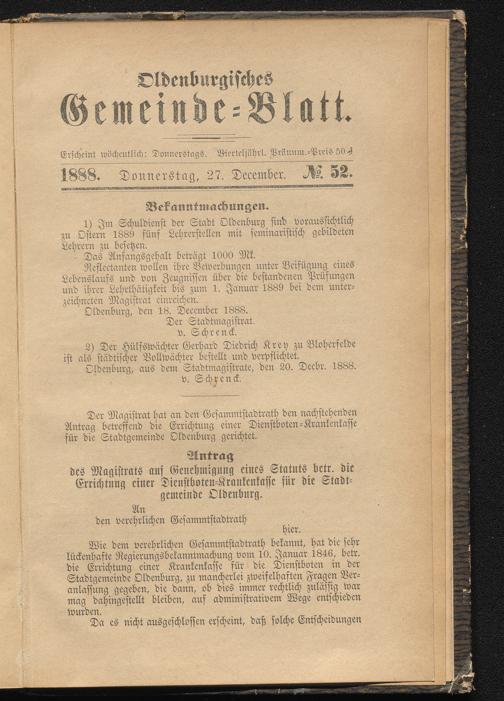 Oldenburgisches
Gemeinde-Blatt.
Erscheint wöchentlich: Donnerstags. Vierteljährl. Pränum.-Preis 50 ₰
1888. Donnerstag, 27. December. № 52.
Bekanntmachungen.
1) Im Schuldienst der Stadt Oldenburg sind voraussichtlich
zu Ostern 1889 fünf Lehrerstellen mit seminaristisch gebildeten
Lehrern zu besetzen.
Das Anfangsgehalt beträgt 1000 Mk.
Reflectanten wollen ihre Bewerbungen unter Beifügung eines
Lebenslaufs und von Zeugnissen über die bestandenen Prüfungen
und ihrer Lehrthätigkeit bis zum 1. Januar 1889 bei dem unter-
zeichneten Magistrat einreichen.
Oldenburg, den 18. December 1888.
Der Stadtmagistrat.
v. Schrenck.
2) Der Hülfswächter Gerhard Diedrich Krey zu Bloherfelde
ist als städtischer Vollwächter bestellt und verpflichtet.
Oldenburg, aus dem Stadtmagistrate, den 20. Decbr. 1888.
v. Schrenck.
Der Magistrat hat an den Gesammtstadtrath den nachstehenden
Antrag betreffend die Errichtung einer Dienstboten-Krankenkasse
für die Stadtgemeinde Oldenburg gerichtet.
Antrag
des Magistrats auf Genehmigung eines Statuts betr. die
Errichtung einer Dienstboten-Krankenkasse für die Stadt-
gemeinde Oldenburg.
An
den verehrlichen Gesammtstadtrath
hier.
Wie dem verehrlichen Gesammtstadtrath bekannt, hat die sehr
lückenhafte Regierungsbekanntmachung vom 10. Januar 1846, betr.
die Errichtung einer Krankenkasse für die Dienstboten in der
Stadtgemeinde Oldenburg, zu mancherlei zweifelhaften Fragen Ver-
anlassung gegeben, die dann, ob dies immer rechtlich zulässig war
mag dahingestellt bleiben, auf administrativem Wege entschieden
wurden.
Da es nicht ausgeschlossen erscheint, daß solche Entscheidungen